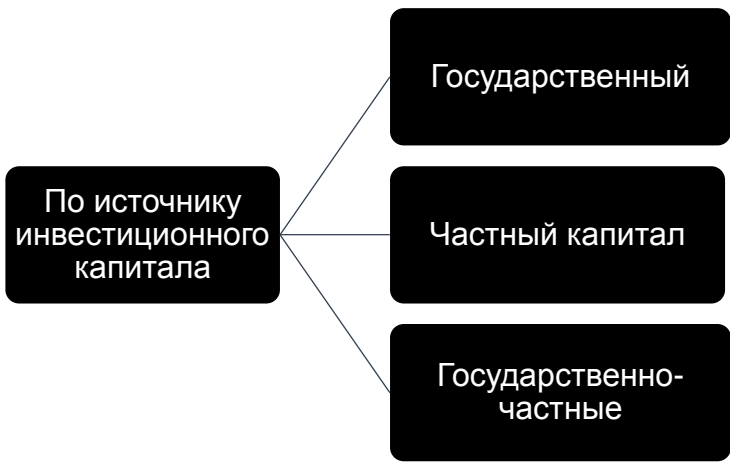 По источнику
инвестиционного
капитала
Государственный
Частный капитал
Государственно-
частные